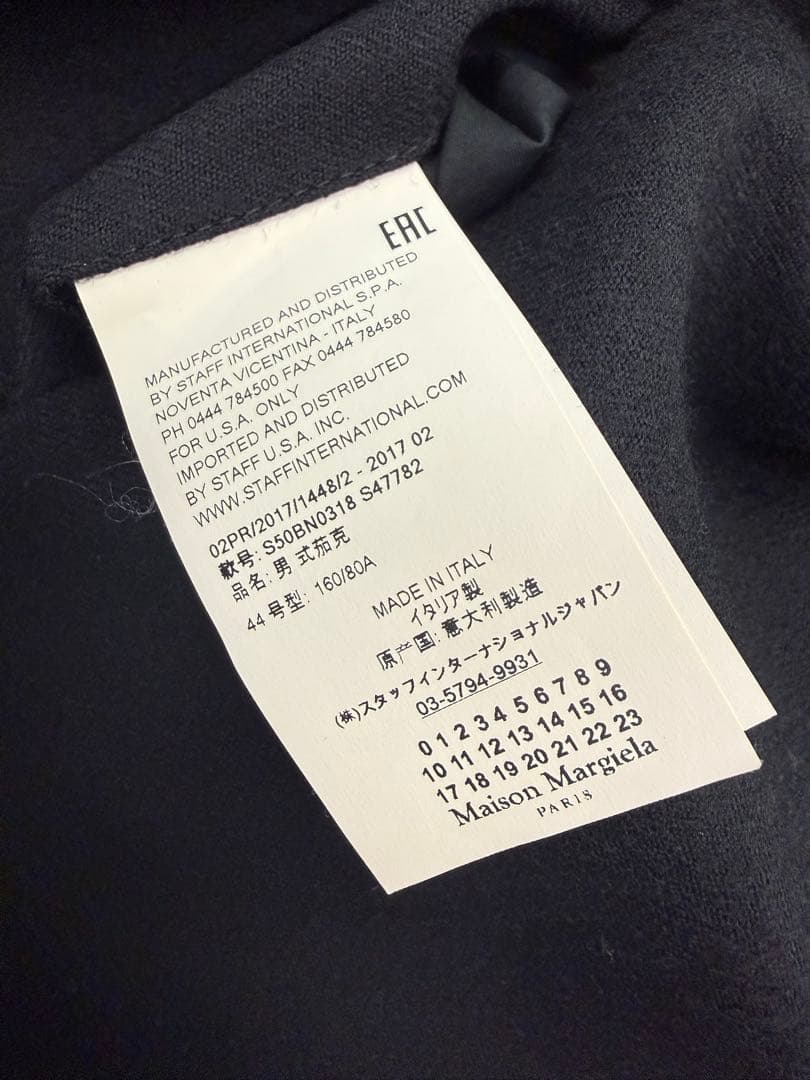 EAC
MANUFACTURED AND DISTRIBUTED
BY STAFF INTERNATIONAL S.P.A.
NOVENTA VICENTINA - ITALY
PH 0444 784500 FAX 0444 784580
FOR U.S.A. ONLY
IMPORTED AND DISTRIBUTED
BY STAFF U.S.A. INC.
WWW.STAFFINTERNATIONAL.COM
02PR/2017/1448/2 - 2017 02
款号: S50BN0318 S47782
品名: 男式茄克
44 号型: 160/80A
MADE IN ITALY
イタリア製
原产国: 意大利製造
(株)スタッフインターナショナルジャパン
03-5794-9931
0 1 2 3 4 5 6 7 8 9
10 11 12 13 14 15 16
17 18 19 20 21 22 23
Maison Margiela
PARIS